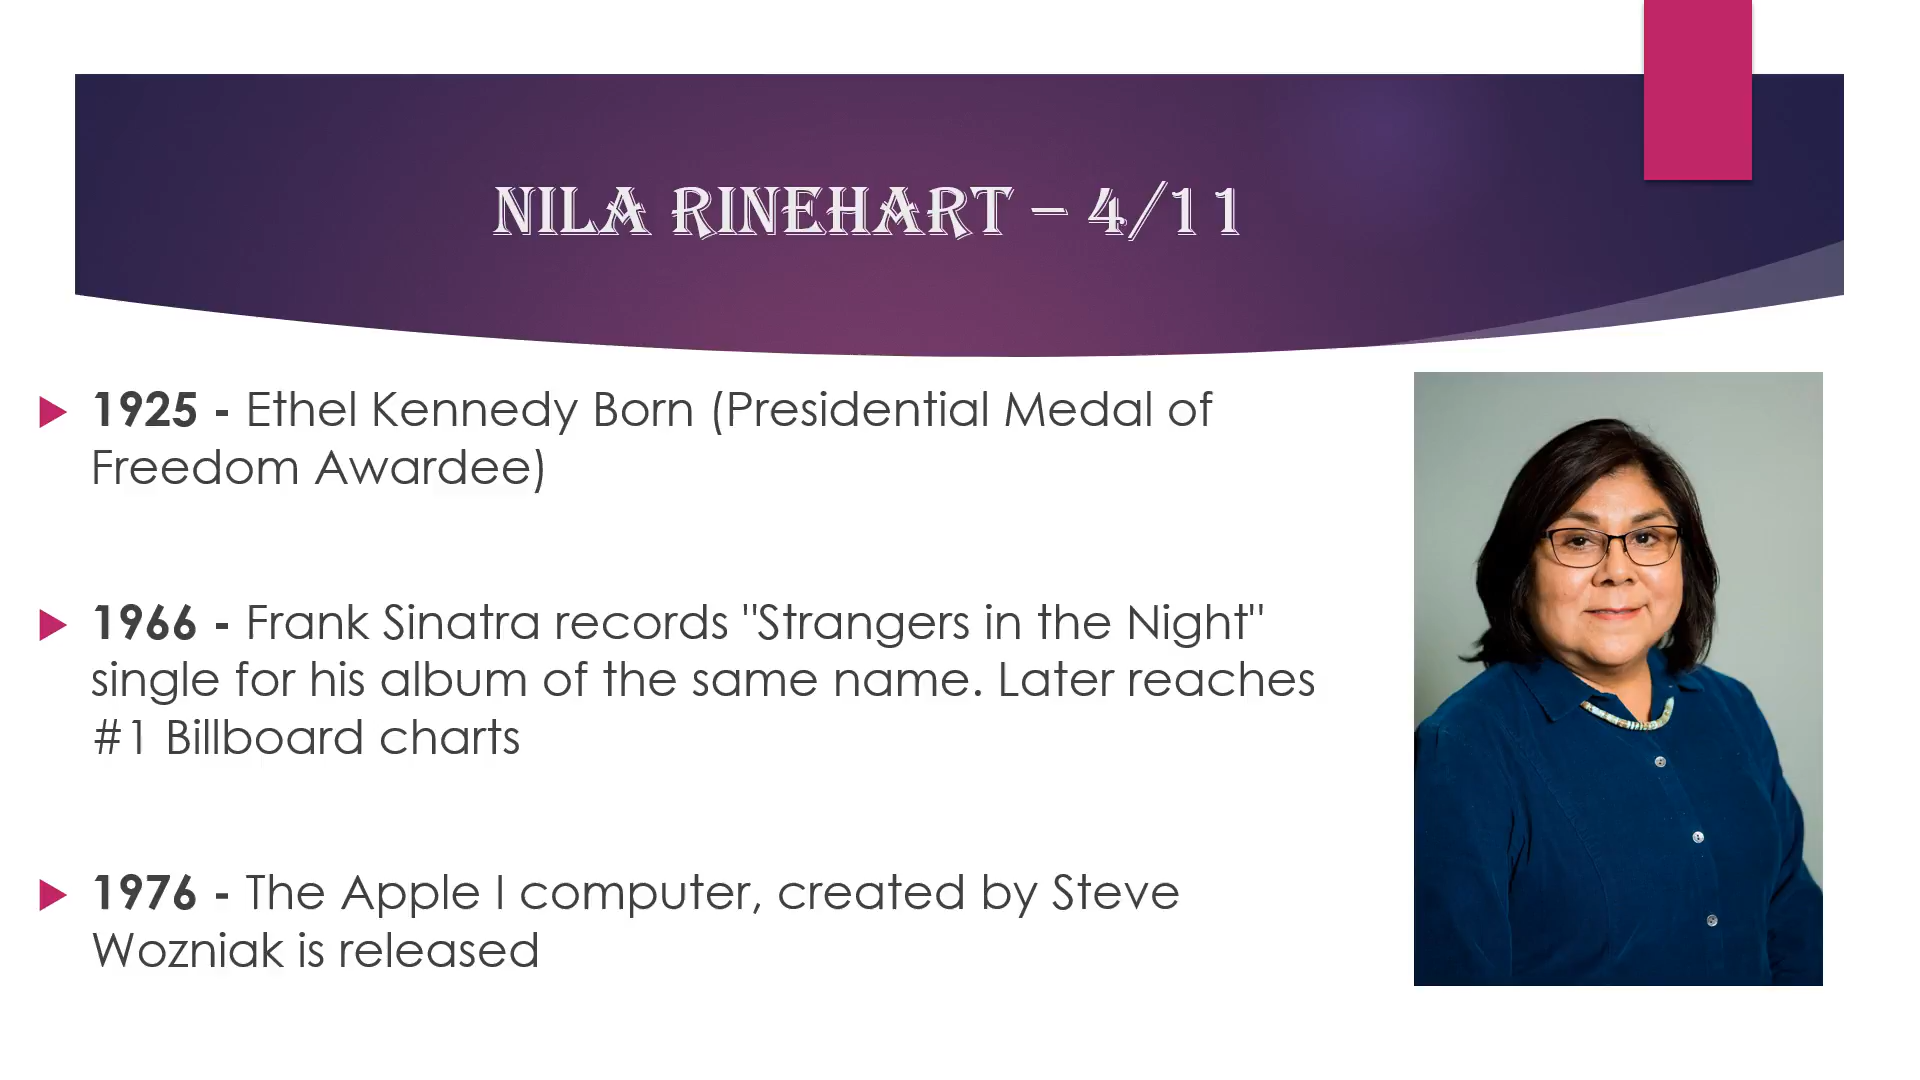 NILA RINEHART – 4/11
1925 - Ethel Kennedy Born (Presidential Medal of
Freedom Awardee)
1966 - Frank Sinatra records "Strangers in the Night"
single for his album of the same name. Later reaches
#1 Billboard charts
1976 - The Apple I computer, created by Steve
Wozniak is released